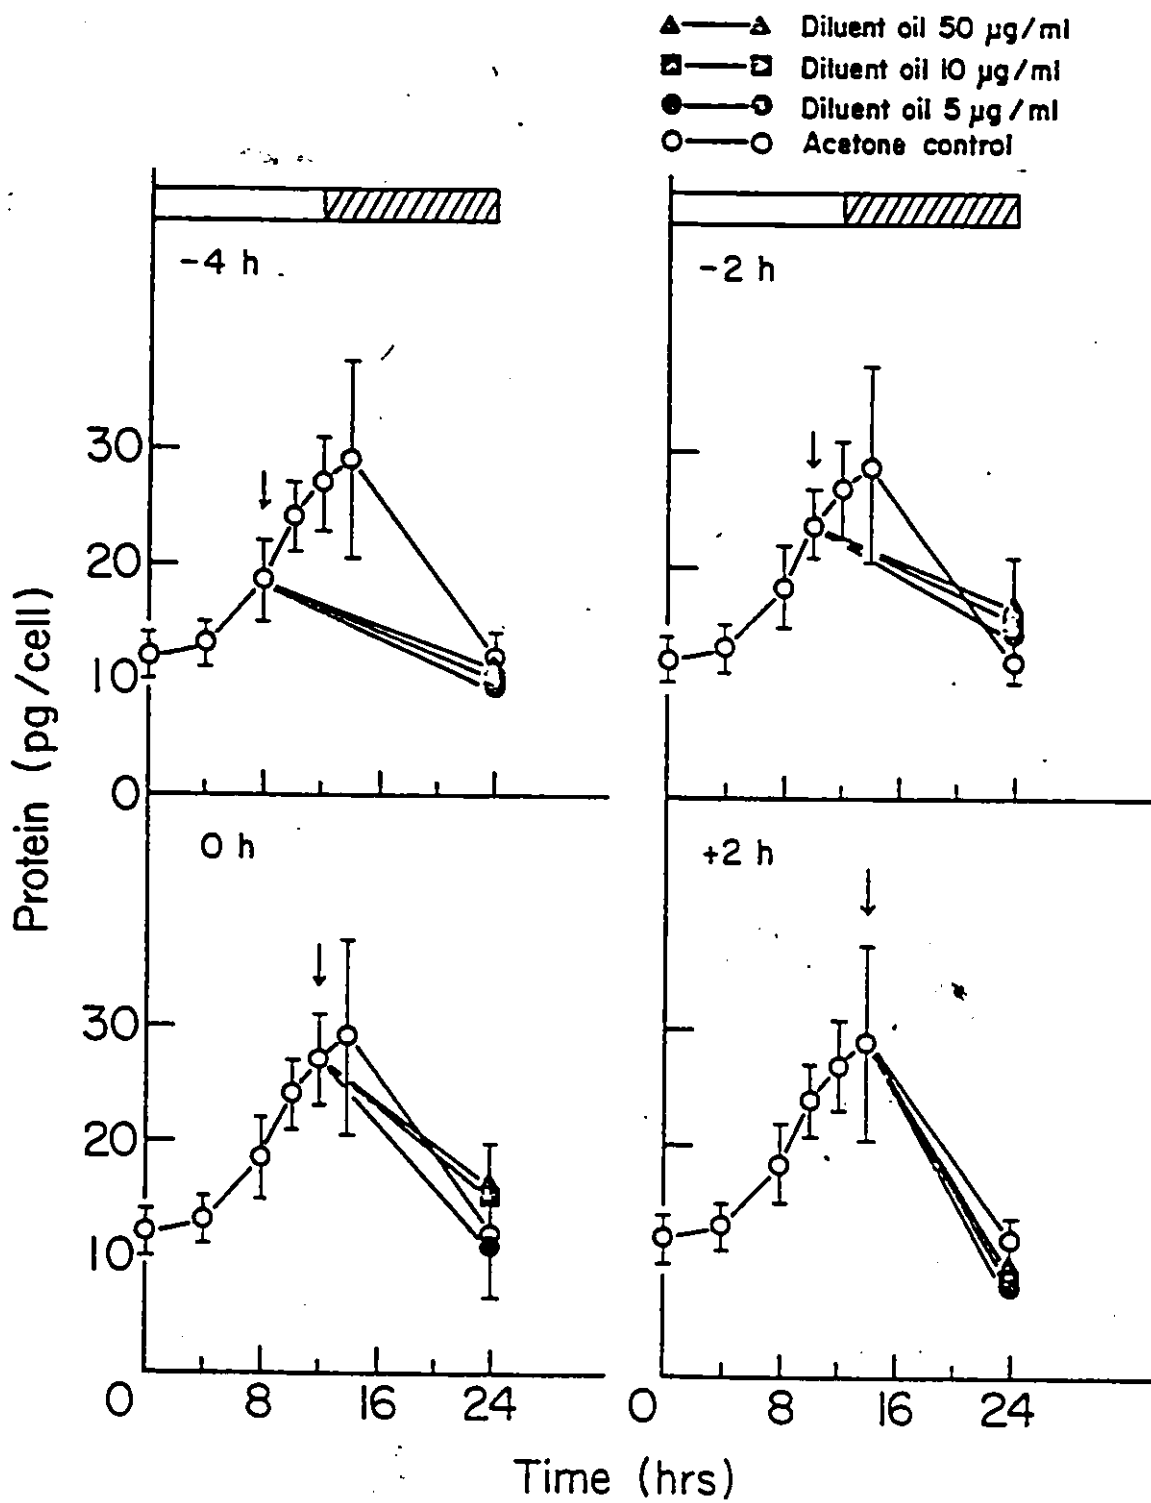 Diluent oil 50 µg/ml
Diluent oil 10 µg/ml
Diluent oil 5 µg/ml
Acetone control
-4 h
-2 h
30
20
10
0
0 h
+2 h
30
20
10
0 8 16 24
0 8 16 24
Protein (pg/cell)
Time (hrs)